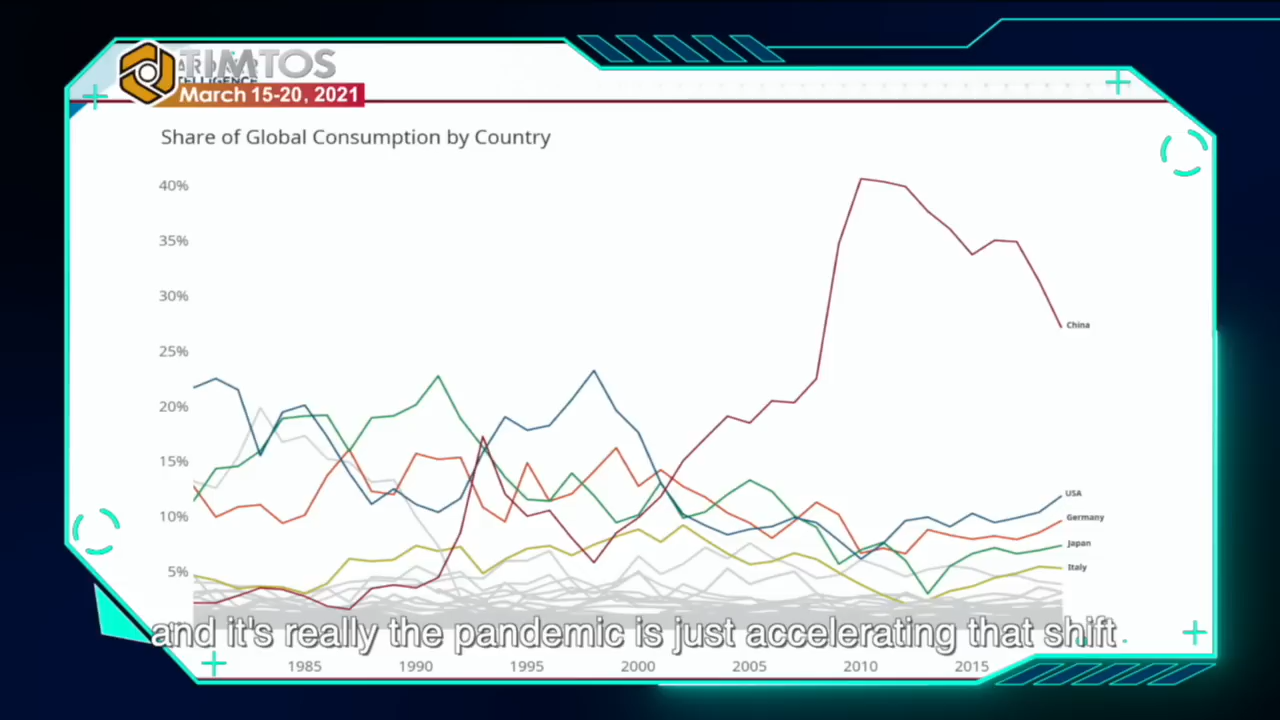 TIMTOS
TELLIGENCE
March 15-20, 2021
Share of Global Consumption by Country
40%
35%
30%
25%
20%
15%
10%
5%
China
USA
Germany
Japan
Italy
and it's really the pandemic is just accelerating that shift
1985 1990 1995 2000 2005 2010 2015